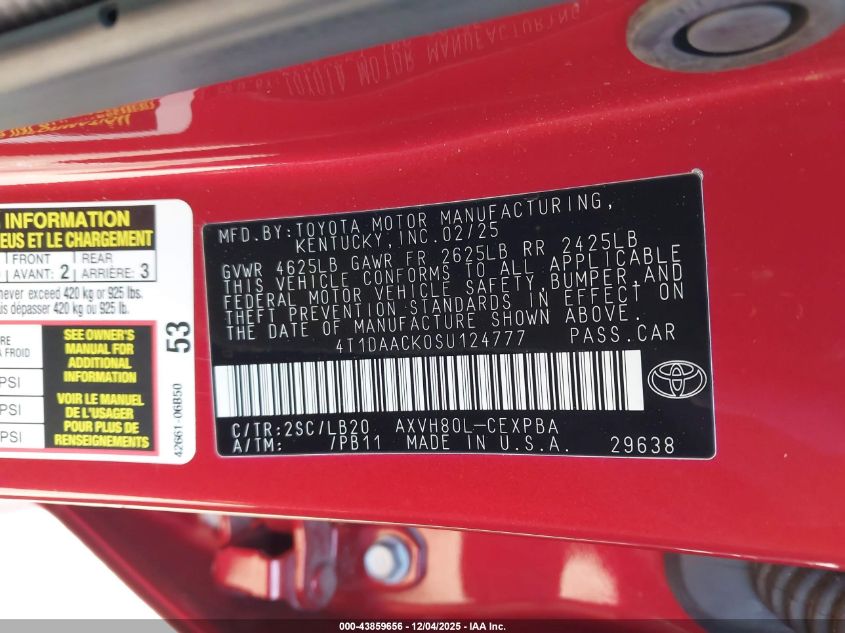 INFORMATION
EUS ET LE CHARGEMENT
FRONT
AVANT: 2
REAR
ARRIÈRE: 3
never exceed 420 kg or 925 lbs.
dépasser 420 kg ou 925 lb.
A FROID
PSI
PSI
PSI
SEE OWNER'S
MANUAL FOR
ADDITIONAL
INFORMATION
VOIR LE MANUEL
DE L'USAGER
POUR PLUS DE
RENSEIGNEMENTS
53
42661-06B50
MFD.BY:TOYOTA MOTOR MANUFACTURING,
KENTUCKY,INC.02/25
GVWR 4625LB GAWR FR 2625LB RR 2425LB
THIS VEHICLE CONFORMS TO ALL APPLICABLE
FEDERAL MOTOR VEHICLE SAFETY,BUMPER,AND
THEFT PREVENTION STANDARDS IN EFFECT ON
THE DATE OF MANUFACTURE SHOWN ABOVE.
4T1DAACK0SU124777 PASS.CAR
C/TR:2SC/LB20 AXVH80L-CEXPBA
A/TM: /PB11 MADE IN U.S.A. 29638
000-43859656 - 12/04/2025 - IAA Inc.